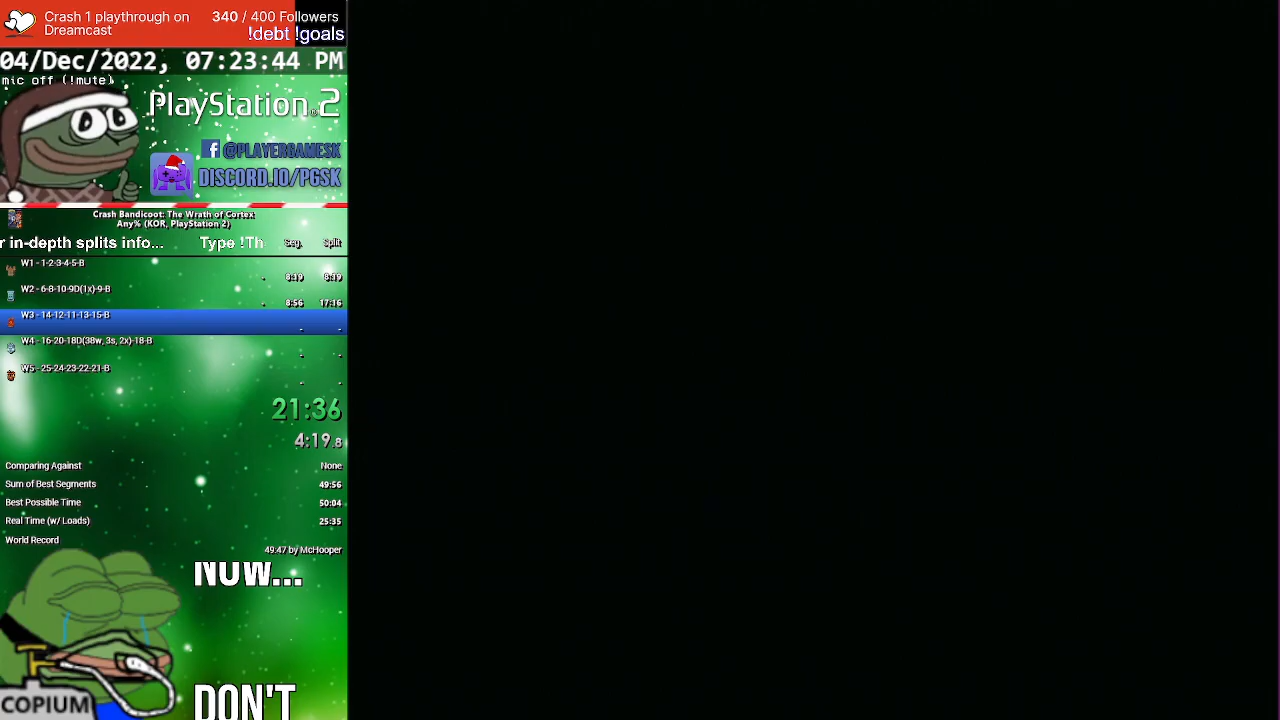 Crash 1 playthrough on
Dreamcast
340 / 400 Followers
!debt !goals
04/Dec/2022, 07:23:44 PM
mic off (!mute)
PlayStation®2
@PLAYERGAMESK
DISCORD.IO/PGSK
Crash Bandicoot: The Wrath of Cortex
Any% (KOR, PlayStation 2)
r in-depth splits info... Type !Th Seg. Split
W1 - 1-2-3-4-5-B
- 8:19 8:19
W2 - 6-8-10-9D(1x)-9-B
- 8:56 17:16
W3 - 14-12-11-13-15-B
- -
W4 - 16-20-18D(38w, 3s, 2x)-18-B
- -
W5 - 25-24-23-22-21-B
- -
21:36
4:19.8
Comparing Against None
Sum of Best Segments 49:56
Best Possible Time 50:04
Real Time (w/ Loads) 25:35
World Record
49:47 by McHooper
NOW...
DON'T
COPIUM